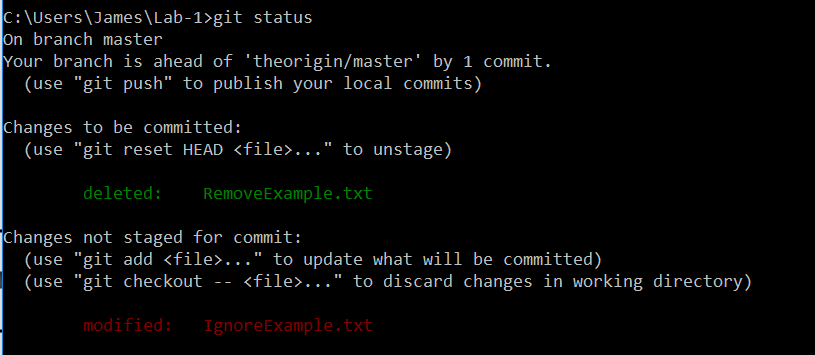 C:\Users\James\Lab-1>git status
On branch master
Your branch is ahead of 'theorigin/master' by 1 commit.
  (use "git push" to publish your local commits)

Changes to be committed:
  (use "git reset HEAD <file>..." to unstage)

        deleted:    RemoveExample.txt

Changes not staged for commit:
  (use "git add <file>..." to update what will be committed)
  (use "git checkout -- <file>..." to discard changes in working directory)

        modified:   IgnoreExample.txt